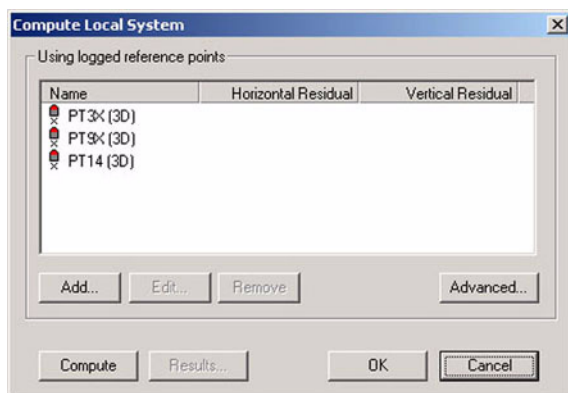 Compute Local System
Using logged reference points
Name Horizontal Residual Vertical Residual
PT3X (3D)
PT9X (3D)
PT14 (3D)
Add... Edit... Remove Advanced...
Compute Results... OK Cancel